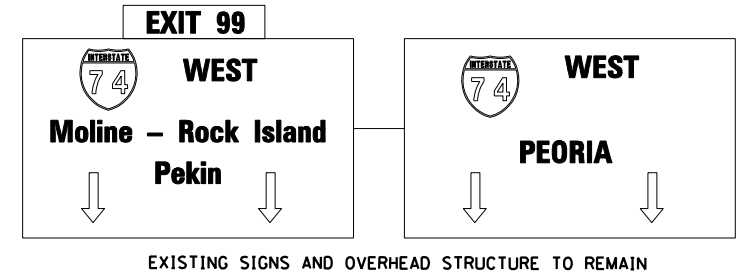 EXIT 99
INTERSTATE
74
WEST
Moline – Rock Island
Pekin
INTERSTATE
74
WEST
PEORIA
EXISTING SIGNS AND OVERHEAD STRUCTURE TO REMAIN